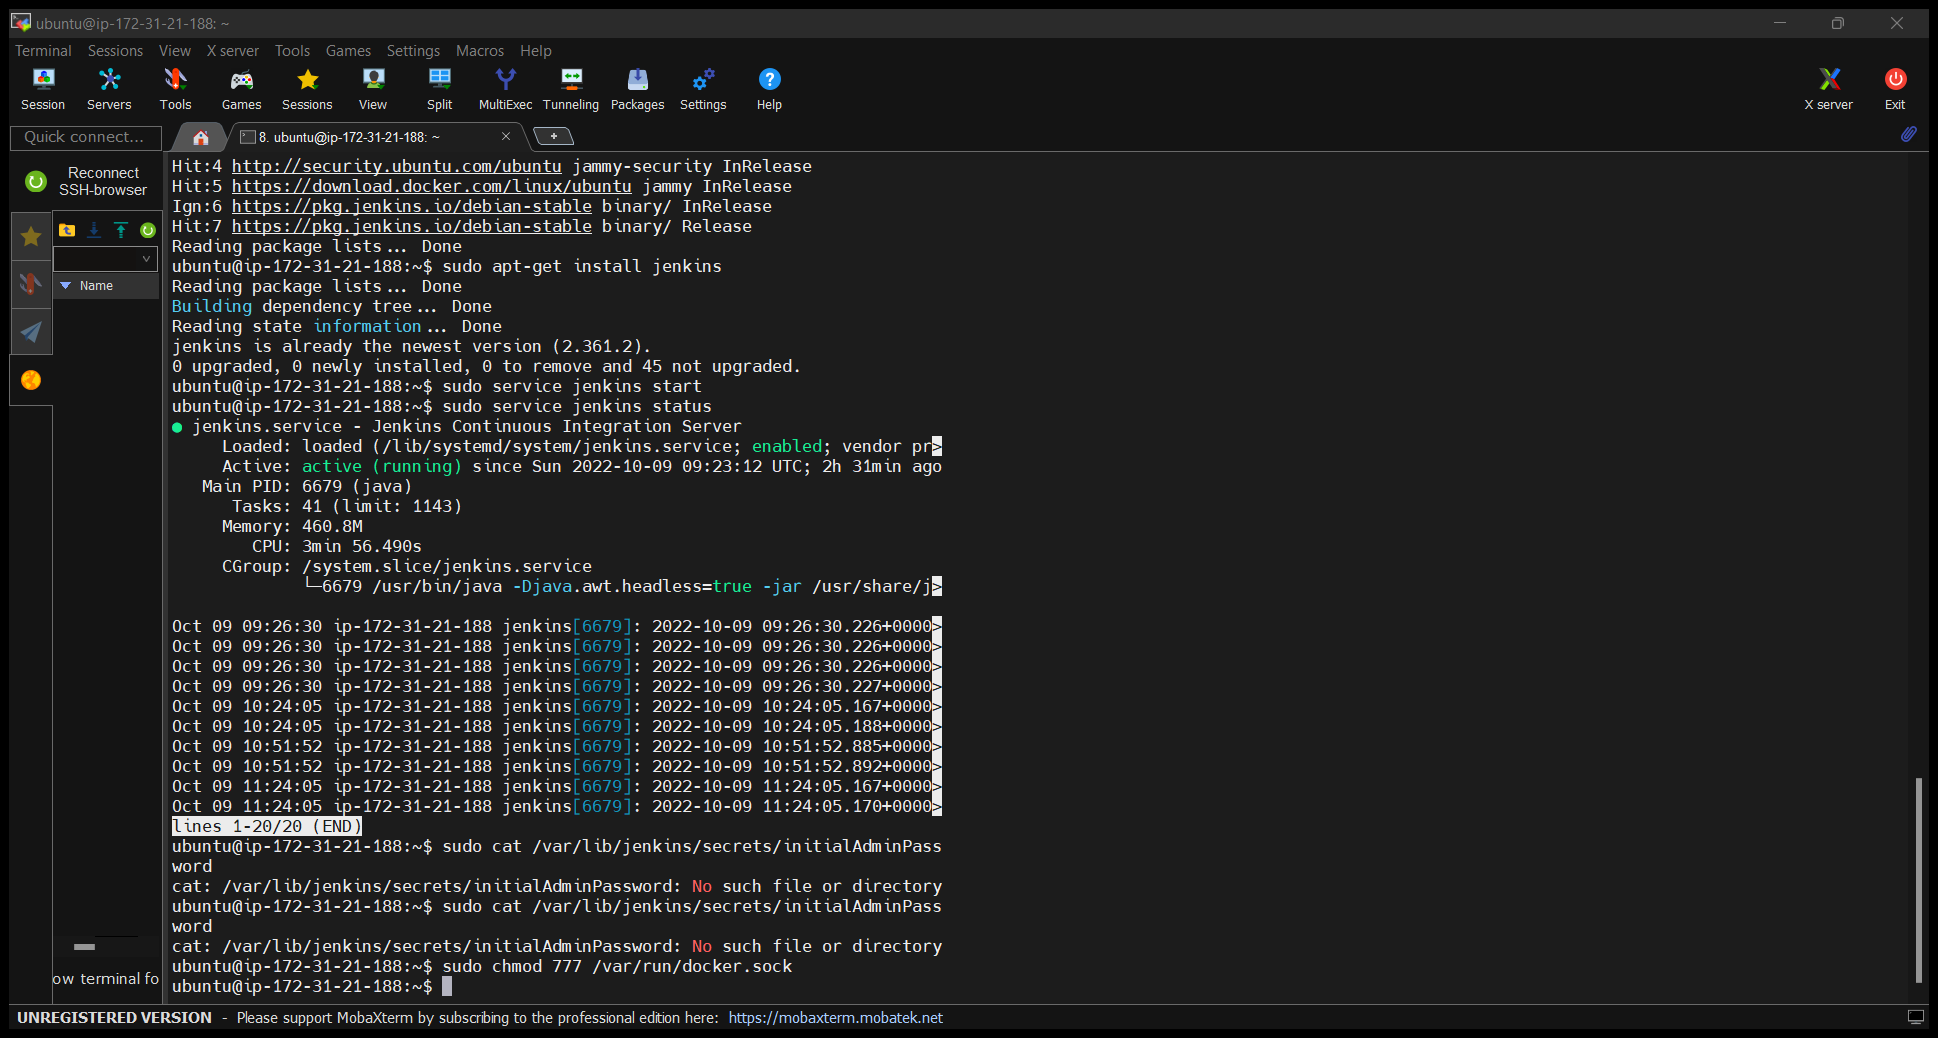 ubuntu@ip-172-31-21-188: ~
Terminal Sessions View X server Tools Games Settings Macros Help
Session Servers Tools Games Sessions View Split MultiExec Tunneling Packages Settings Help X server Exit
Quick connect...
8. ubuntu@ip-172-31-21-188: ~
Reconnect
SSH-browser
Name
ow terminal fo
Hit:4 http://security.ubuntu.com/ubuntu jammy-security InRelease
Hit:5 https://download.docker.com/linux/ubuntu jammy InRelease
Ign:6 https://pkg.jenkins.io/debian-stable binary/ InRelease
Hit:7 https://pkg.jenkins.io/debian-stable binary/ Release
Reading package lists... Done
ubuntu@ip-172-31-21-188:~$ sudo apt-get install jenkins
Reading package lists... Done
Building dependency tree... Done
Reading state information... Done
jenkins is already the newest version (2.361.2).
0 upgraded, 0 newly installed, 0 to remove and 45 not upgraded.
ubuntu@ip-172-31-21-188:~$ sudo service jenkins start
ubuntu@ip-172-31-21-188:~$ sudo service jenkins status
● jenkins.service - Jenkins Continuous Integration Server
Loaded: loaded (/lib/systemd/system/jenkins.service; enabled; vendor pr>
Active: active (running) since Sun 2022-10-09 09:23:12 UTC; 2h 31min ago
Main PID: 6679 (java)
Tasks: 41 (limit: 1143)
Memory: 460.8M
CPU: 3min 56.490s
CGroup: /system.slice/jenkins.service
└─6679 /usr/bin/java -Djava.awt.headless=true -jar /usr/share/j>
Oct 09 09:26:30 ip-172-31-21-188 jenkins[6679]: 2022-10-09 09:26:30.226+0000>
Oct 09 09:26:30 ip-172-31-21-188 jenkins[6679]: 2022-10-09 09:26:30.226+0000>
Oct 09 09:26:30 ip-172-31-21-188 jenkins[6679]: 2022-10-09 09:26:30.226+0000>
Oct 09 09:26:30 ip-172-31-21-188 jenkins[6679]: 2022-10-09 09:26:30.227+0000>
Oct 09 10:24:05 ip-172-31-21-188 jenkins[6679]: 2022-10-09 10:24:05.167+0000>
Oct 09 10:24:05 ip-172-31-21-188 jenkins[6679]: 2022-10-09 10:24:05.188+0000>
Oct 09 10:51:52 ip-172-31-21-188 jenkins[6679]: 2022-10-09 10:51:52.885+0000>
Oct 09 10:51:52 ip-172-31-21-188 jenkins[6679]: 2022-10-09 10:51:52.892+0000>
Oct 09 11:24:05 ip-172-31-21-188 jenkins[6679]: 2022-10-09 11:24:05.167+0000>
Oct 09 11:24:05 ip-172-31-21-188 jenkins[6679]: 2022-10-09 11:24:05.170+0000>
lines 1-20/20 (END)
ubuntu@ip-172-31-21-188:~$ sudo cat /var/lib/jenkins/secrets/initialAdminPass
word
cat: /var/lib/jenkins/secrets/initialAdminPassword: No such file or directory
ubuntu@ip-172-31-21-188:~$ sudo cat /var/lib/jenkins/secrets/initialAdminPass
word
cat: /var/lib/jenkins/secrets/initialAdminPassword: No such file or directory
ubuntu@ip-172-31-21-188:~$ sudo chmod 777 /var/run/docker.sock
ubuntu@ip-172-31-21-188:~$
UNREGISTERED VERSION - Please support MobaXterm by subscribing to the professional edition here: https://mobaxterm.mobatek.net